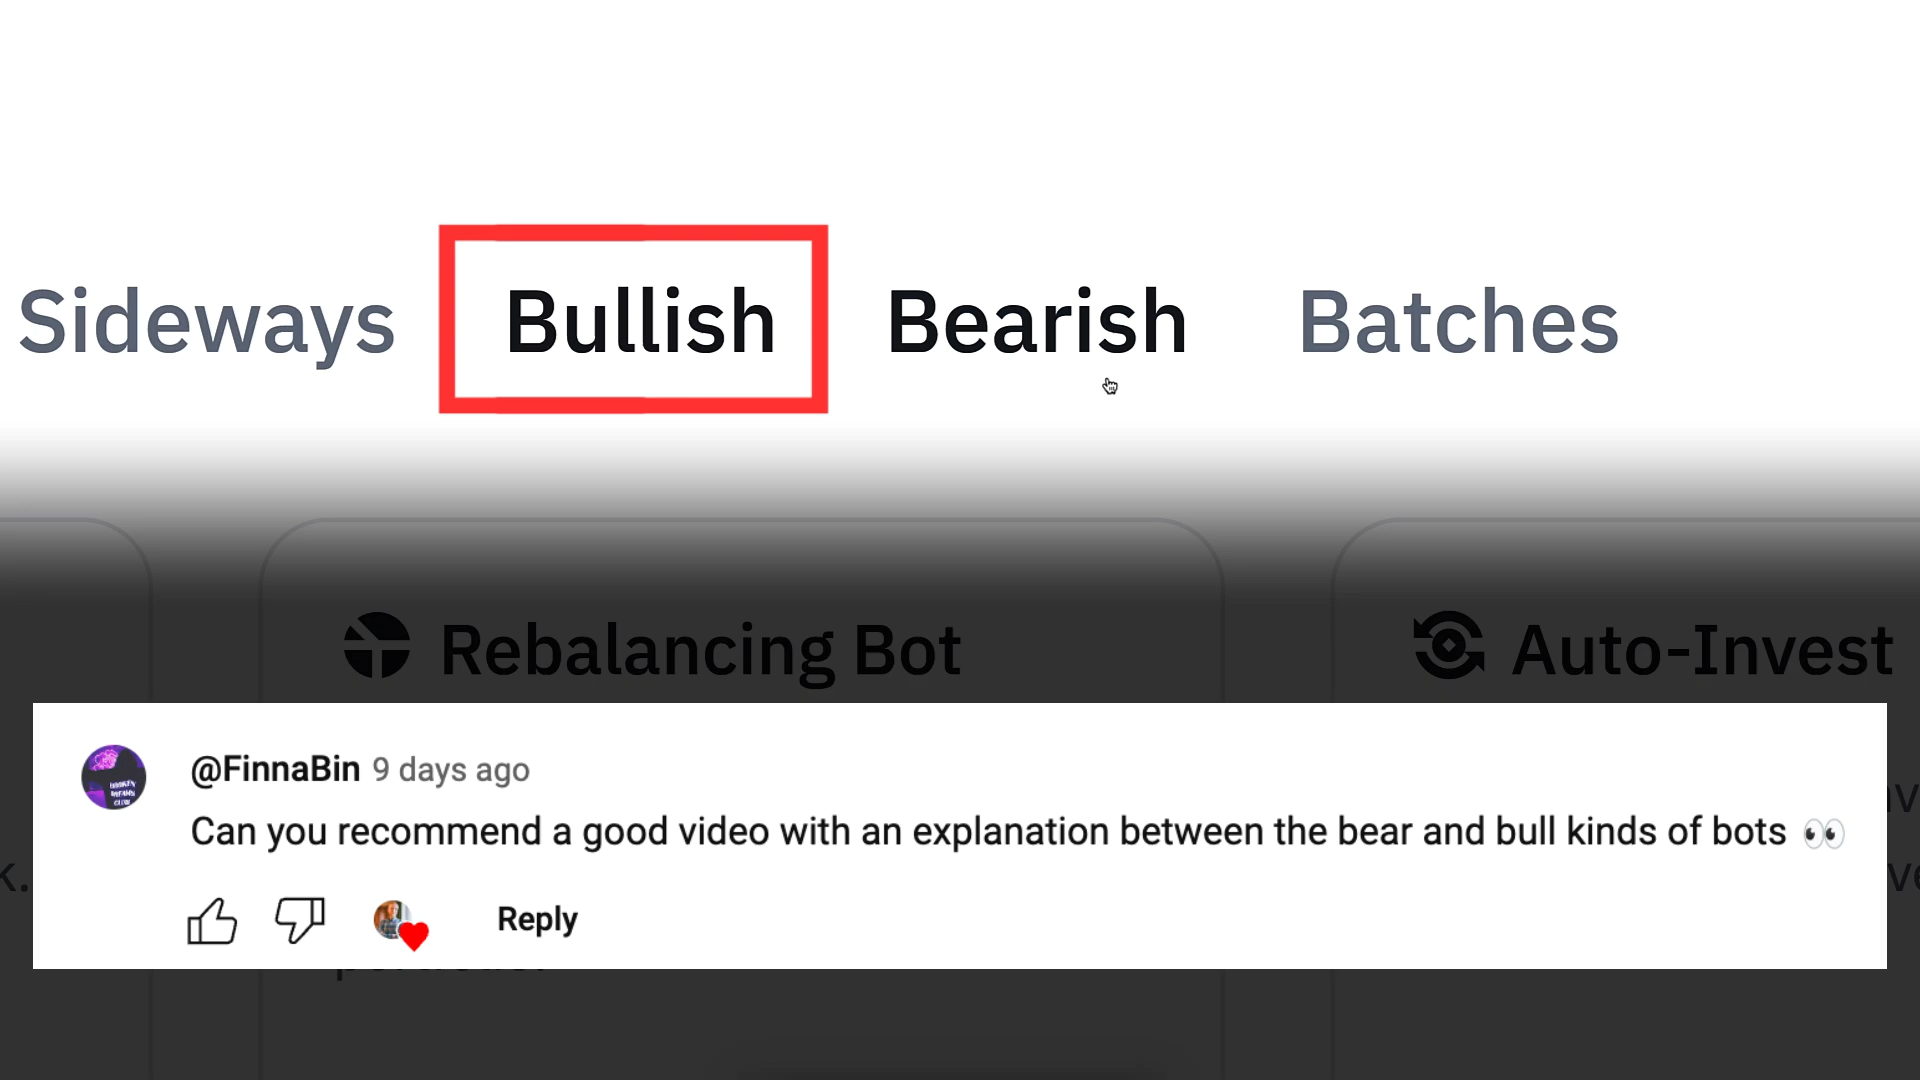 Sideways Bullish Bearish Batches
Rebalancing Bot Auto-Invest
@FinnaBin 9 days ago
Can you recommend a good video with an explanation between the bear and bull kinds of bots 👀
Reply